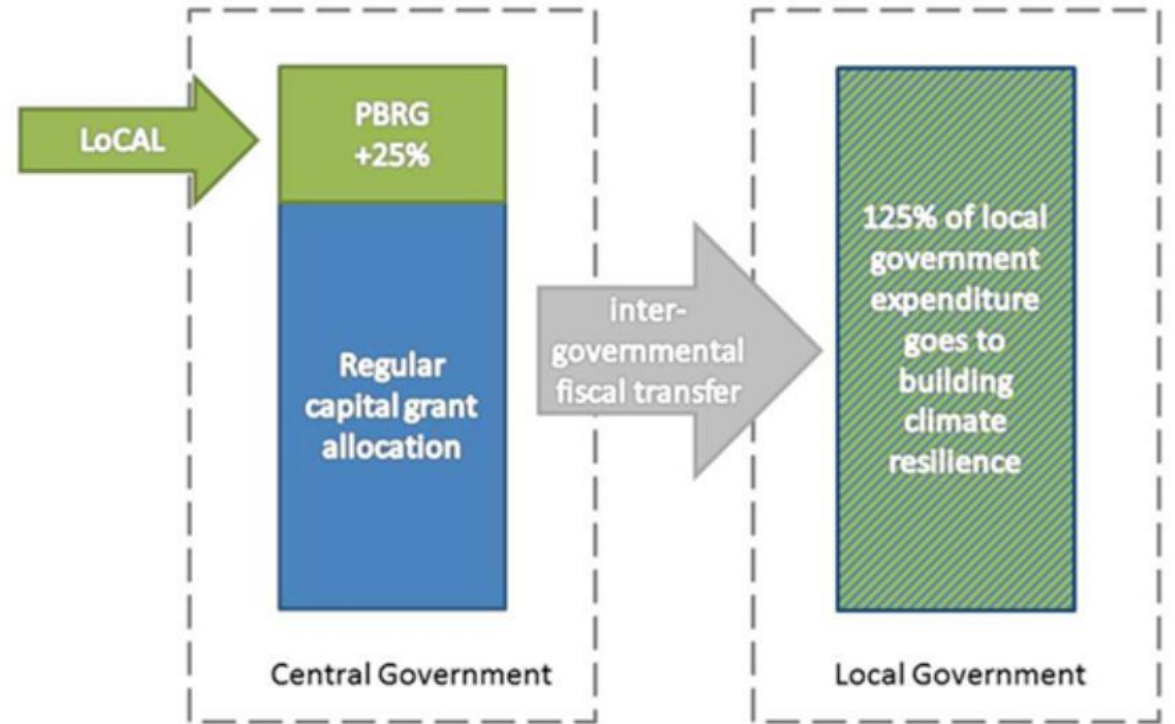 LoCAL
PBRG
+25%
Regular
capital grant
allocation
inter-
governmental
fiscal transfer
125% of local
government
expenditure
goes to
building
climate
resilience
Central Government
Local Government